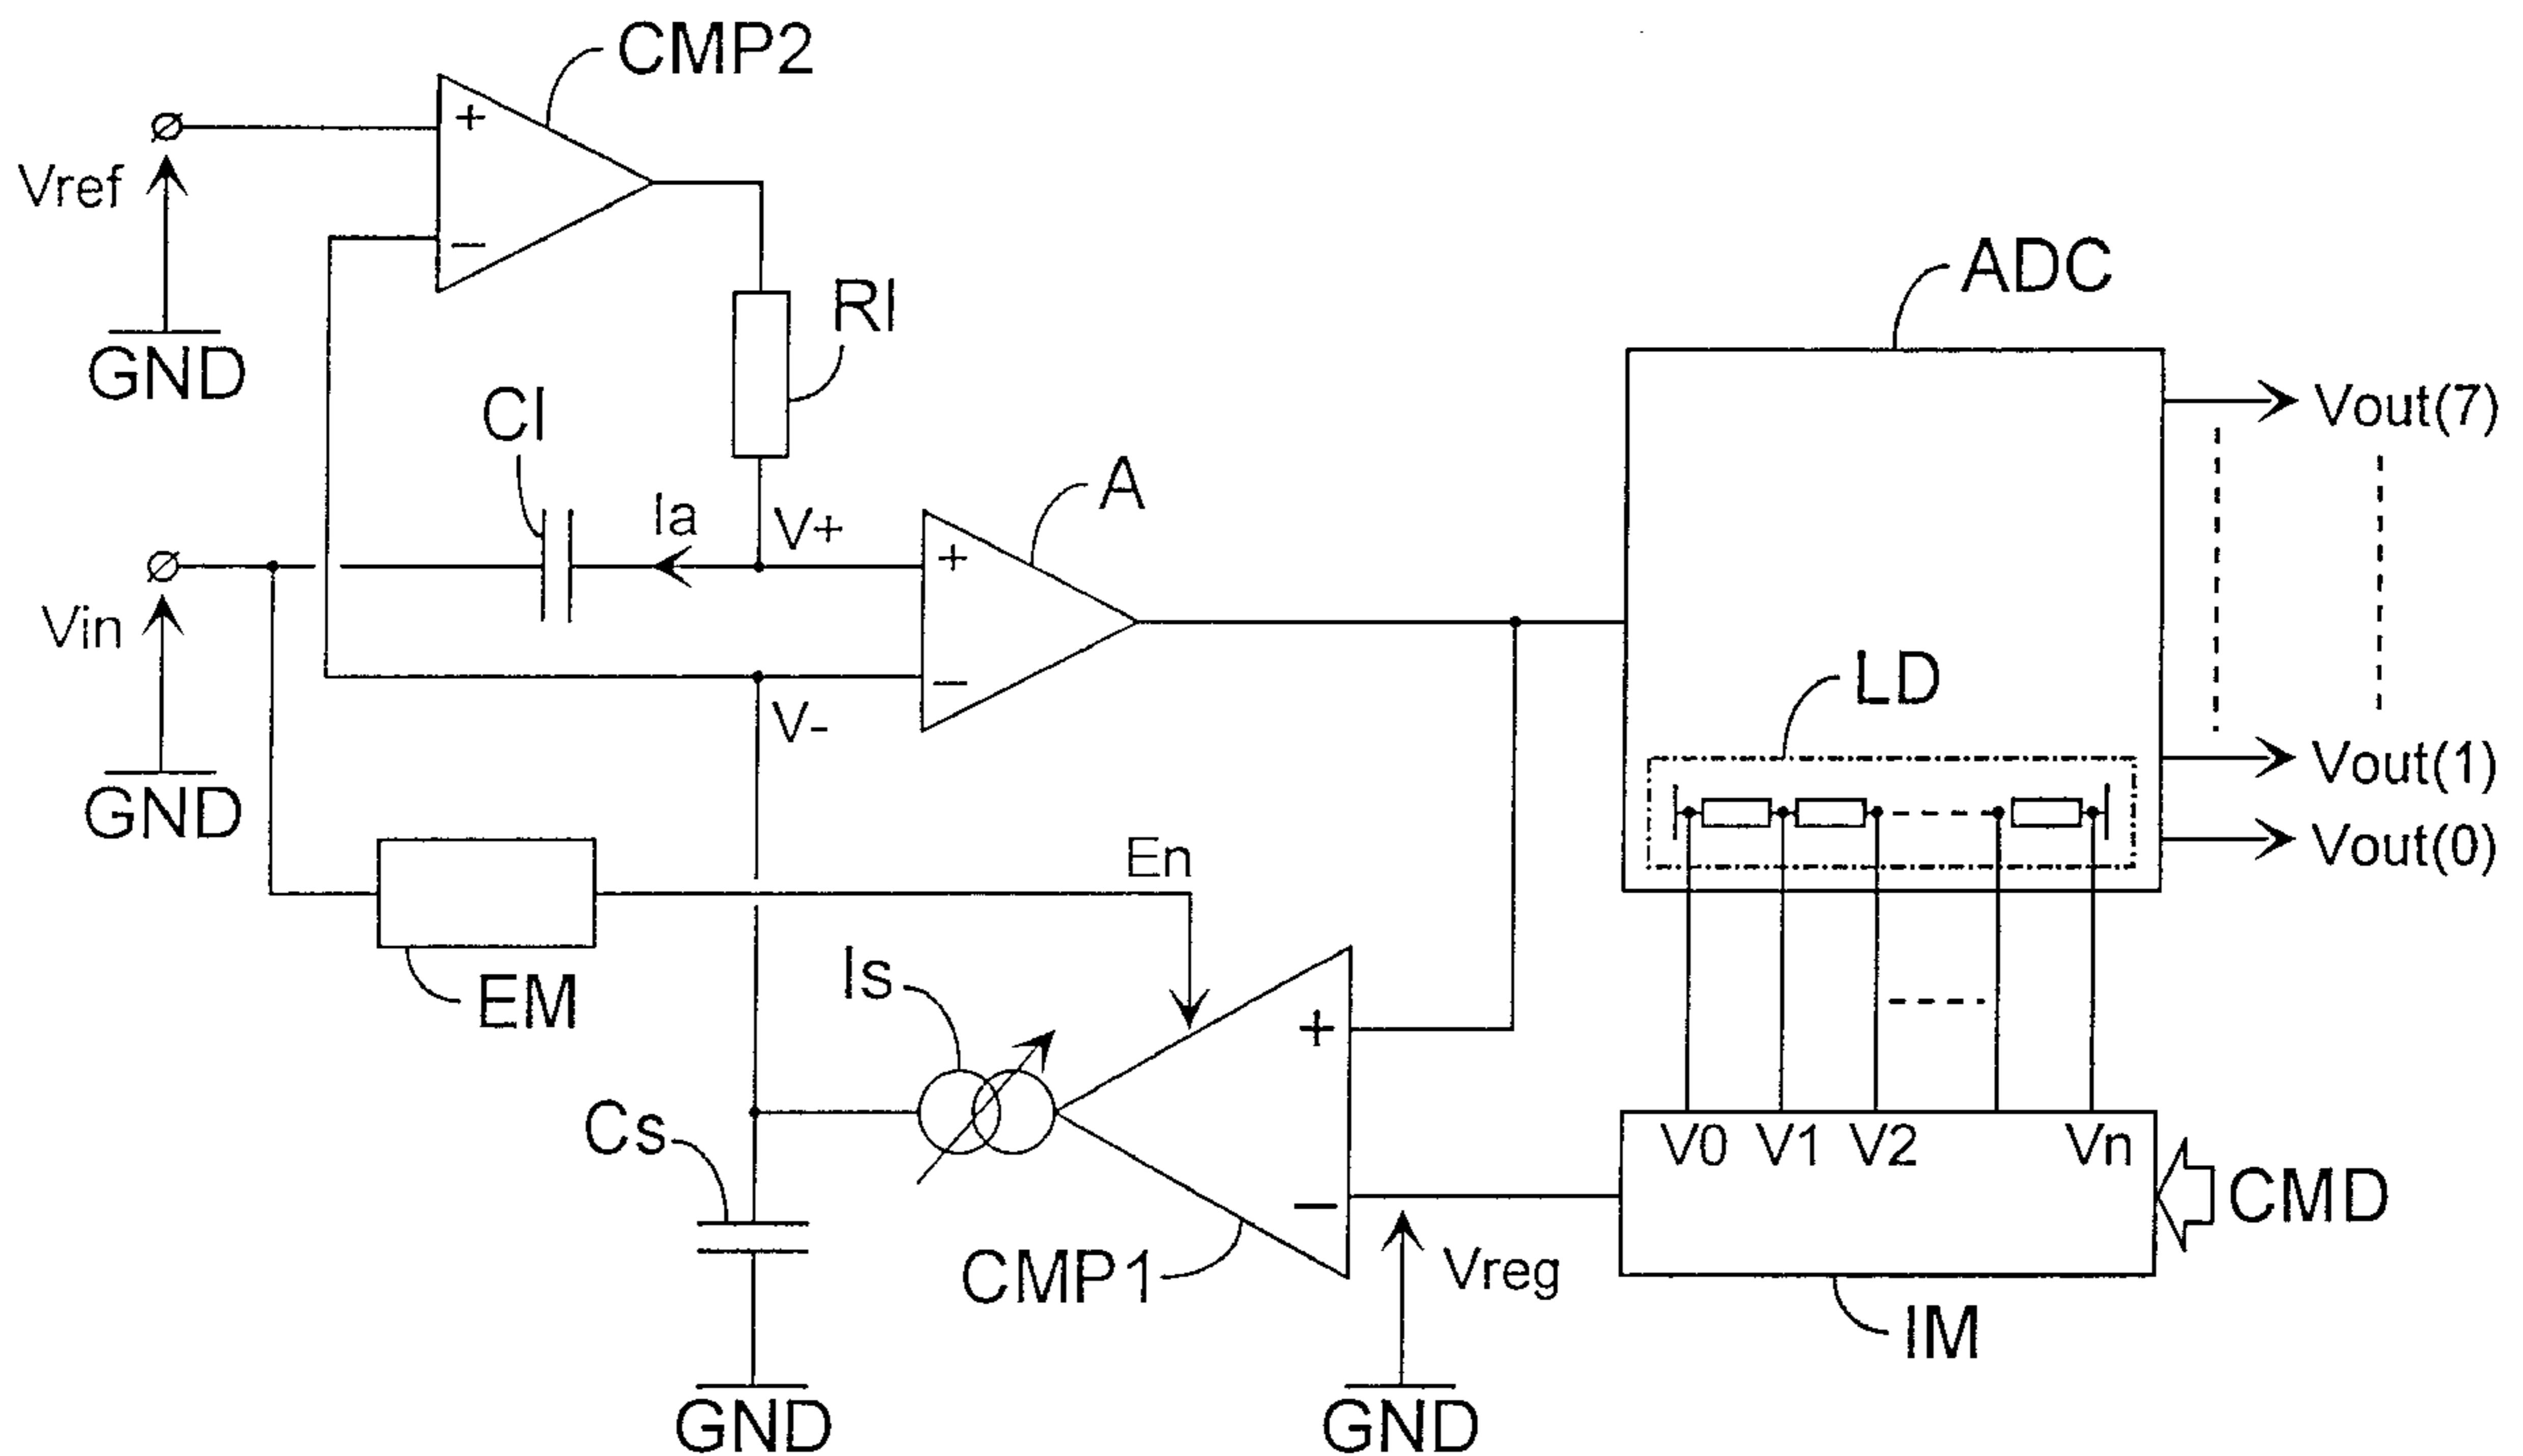 CMP2
+
Vref
−
ADC
RI
GND
CI
Vout(7)
Ia
V+
A
+
Vin
LD
−
V-
Vout(1)
GND
En
Vout(0)
Is
EM
+
Cs
V0 V1 V2 Vn
CMD
−
CMP1
Vreg
IM
GND
GND